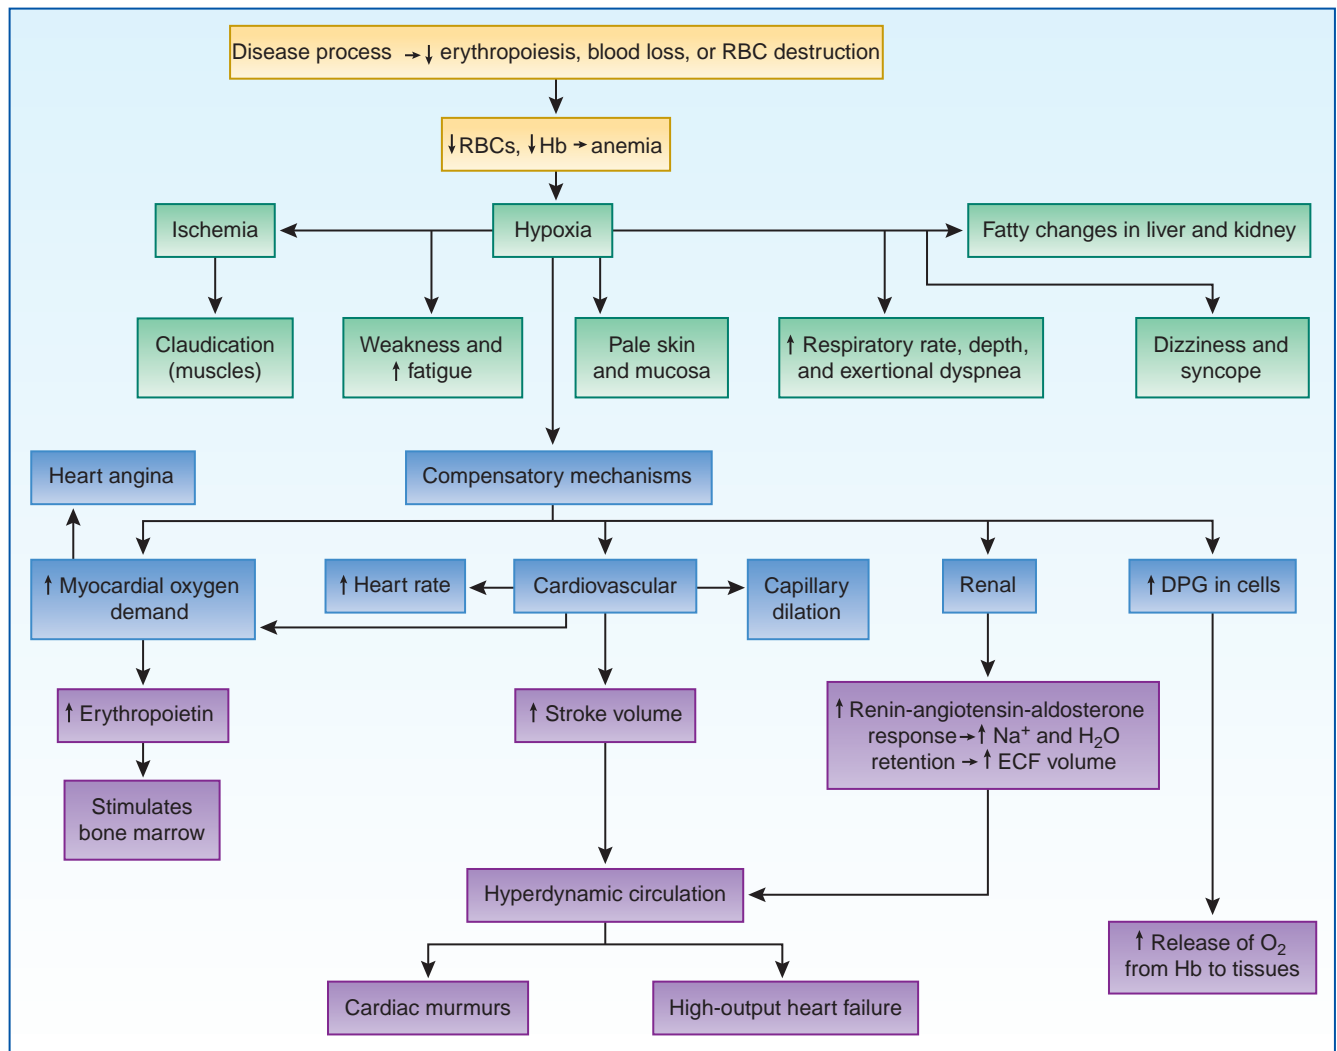 Disease process → ↓ erythropoiesis, blood loss, or RBC destruction
↓ RBCs, ↓ Hb → anemia
Ischemia
Hypoxia
Fatty changes in liver and kidney
Claudication
(muscles)
Weakness and
↑ fatigue
Pale skin
and mucosa
↑ Respiratory rate, depth,
and exertional dyspnea
Dizziness and
syncope
Heart angina
Compensatory mechanisms
↑ Myocardial oxygen
demand
↑ Heart rate
Cardiovascular
Capillary
dilation
Renal
↑ DPG in cells
↑ Erythropoietin
↑ Stroke volume
↑ Renin-angiotensin-aldosterone
response → ↑ Na⁺ and H₂O
retention → ↑ ECF volume
Stimulates
bone marrow
Hyperdynamic circulation
↑ Release of O₂
from Hb to tissues
Cardiac murmurs
High-output heart failure